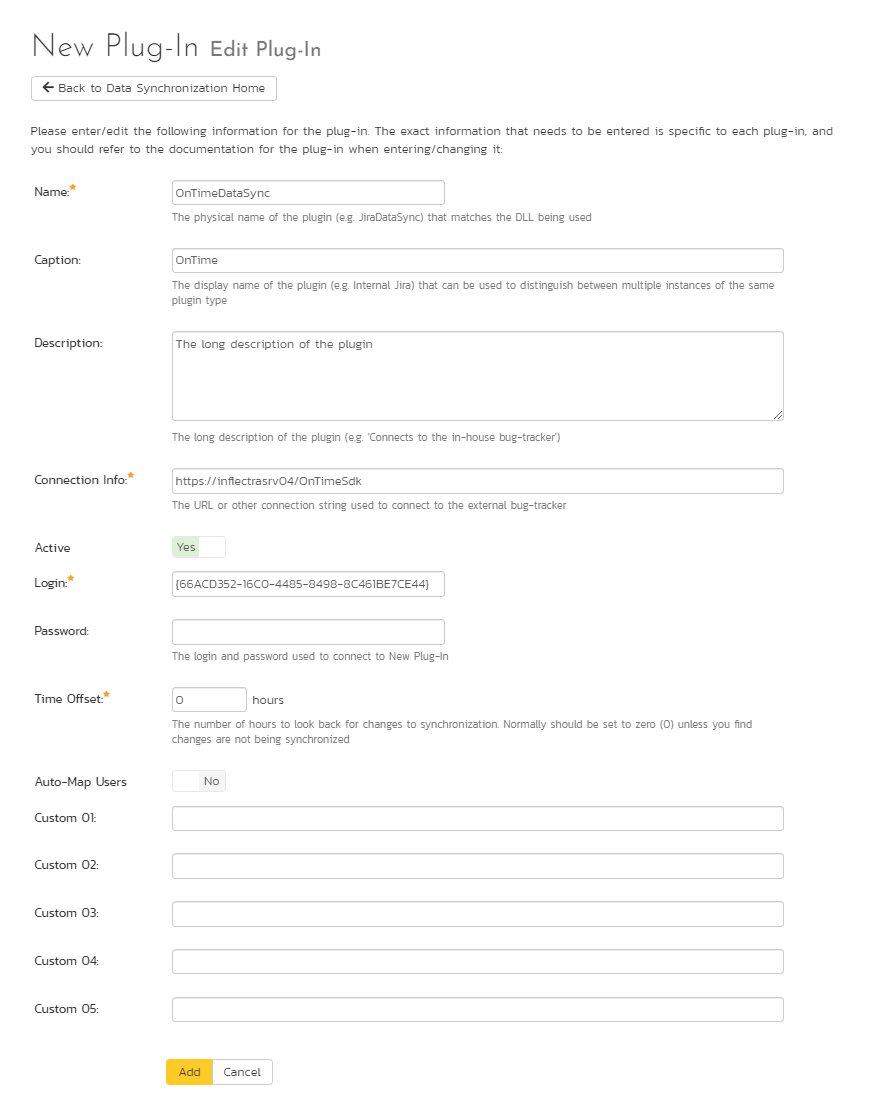 New Plug-In Edit Plug-In
Back to Data Synchronization Home
Please enter/edit the following information for the plug-in. The exact information that needs to be entered is specific to each plug-in, and
you should refer to the documentation for the plug-in when entering/changing it:
Name:*
OnTimeDataSync
The physical name of the plugin (e.g. JiraDataSync) that matches the DLL being used
Caption:
OnTime
The display name of the plugin (e.g. Internal Jira) that can be used to distinguish between multiple instances of the same
plugin type
Description:
The long description of the plugin
The long description of the plugin (e.g. 'Connects to the in-house bug-tracker')
Connection Info:*
https://inflectrasrv04/OnTimeSdk
The URL or other connection string used to connect to the external bug-tracker
Active
Yes
Login:*
{66ACD352-16C0-4485-8498-8C461BE7CE44}
Password:
The login and password used to connect to New Plug-In
Time Offset:*
0 hours
The number of hours to look back for changes to synchronization. Normally should be set to zero (0) unless you find
changes are not being synchronized
Auto-Map Users
No
Custom 01:
Custom 02:
Custom 03:
Custom 04:
Custom 05:
Add Cancel